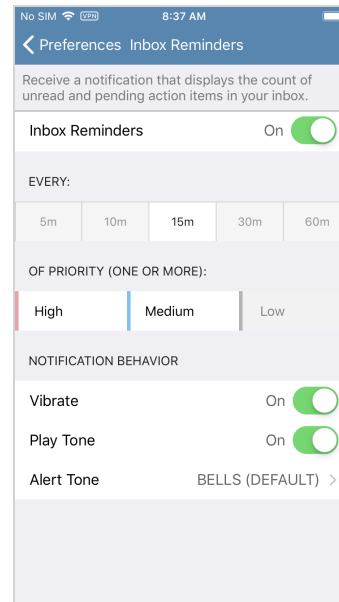 No SIM VPN 8:37 AM
Preferences Inbox Reminders
Receive a notification that displays the count of
unread and pending action items in your inbox.
Inbox Reminders On
EVERY:
5m 10m 15m 30m 60m
OF PRIORITY (ONE OR MORE):
High Medium Low
NOTIFICATION BEHAVIOR
Vibrate On
Play Tone On
Alert Tone BELLS (DEFAULT)